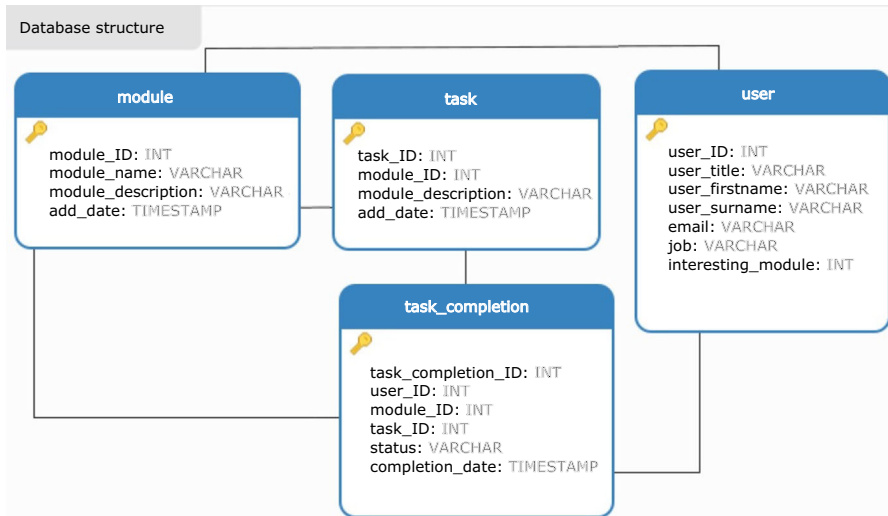 Database structure
module
module_ID: INT
module_name: VARCHAR
module_description: VARCHAR
add_date: TIMESTAMP
task
task_ID: INT
module_ID: INT
module_description: VARCHAR
add_date: TIMESTAMP
user
user_ID: INT
user_title: VARCHAR
user_firstname: VARCHAR
user_surname: VARCHAR
email: VARCHAR
job: VARCHAR
interesting_module: INT
task_completion
task_completion_ID: INT
user_ID: INT
module_ID: INT
task_ID: INT
status: VARCHAR
completion_date: TIMESTAMP